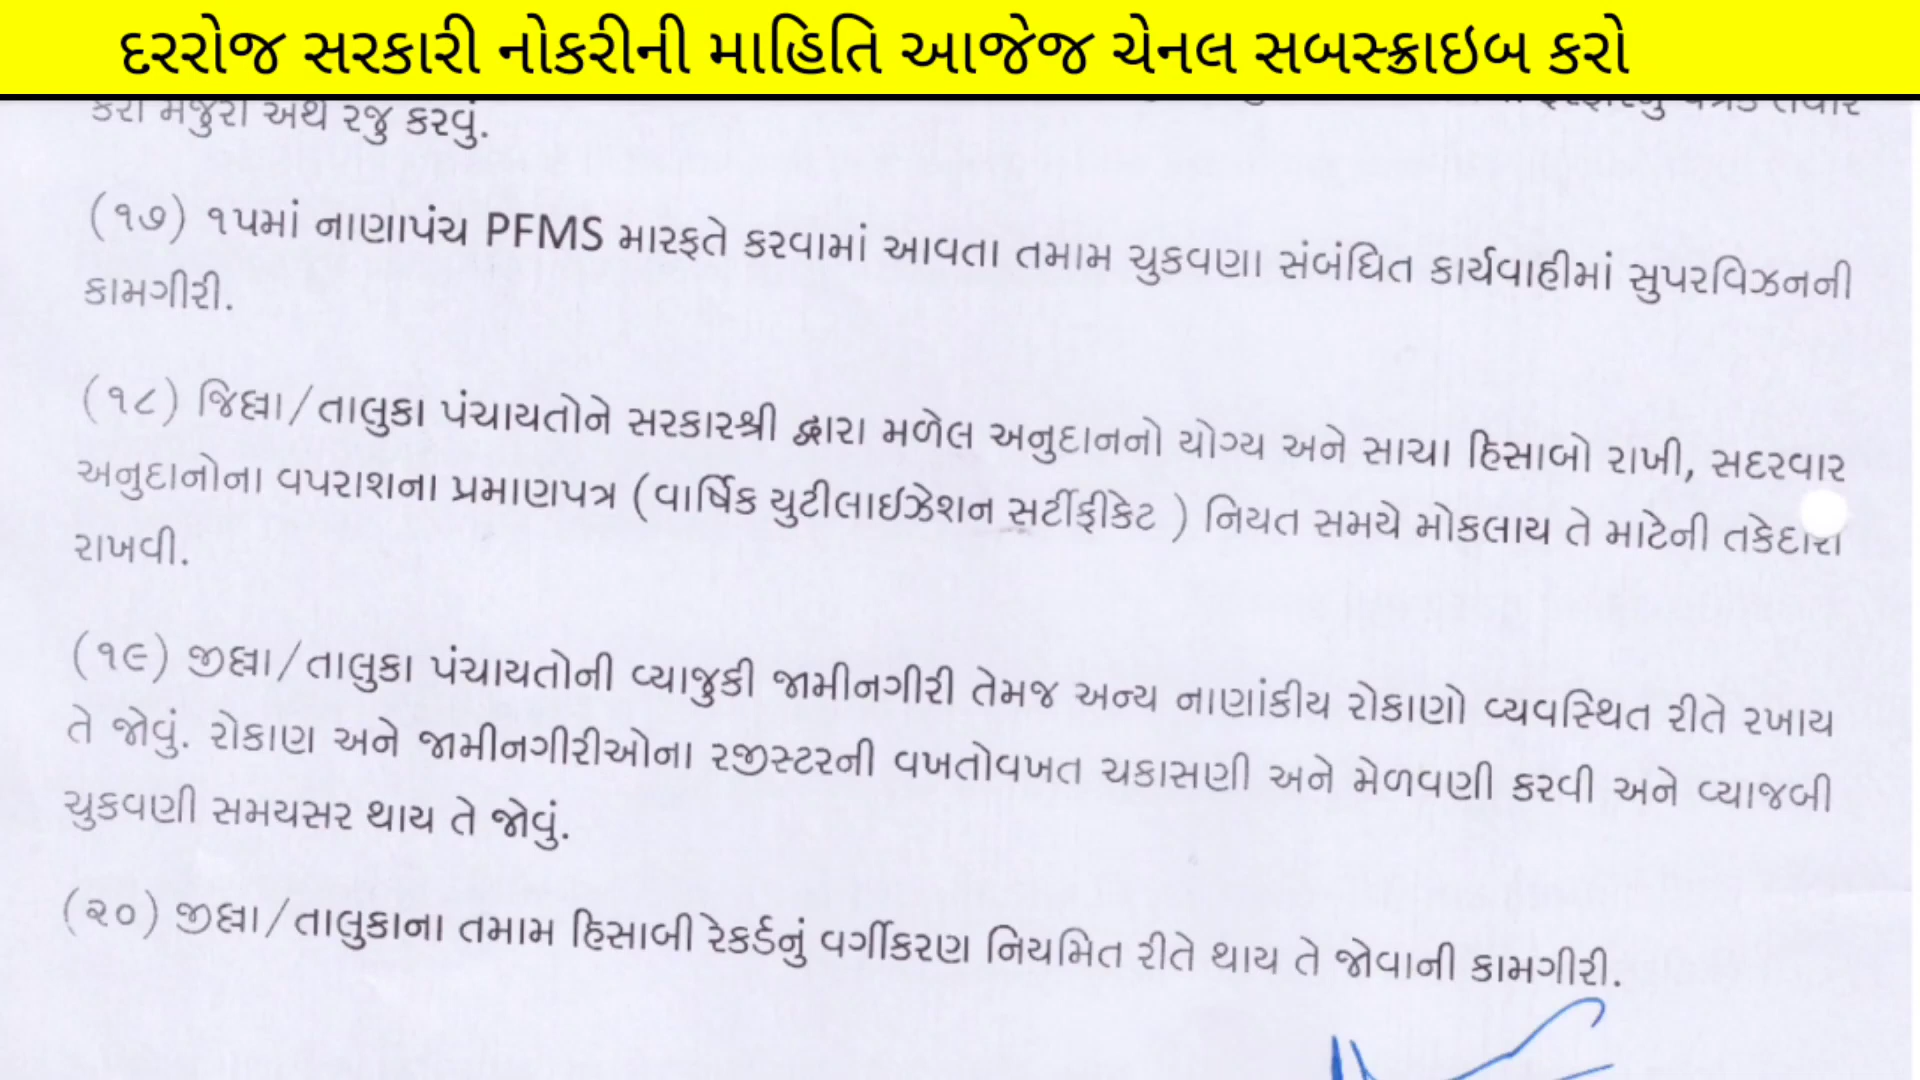 દરરોજ સરકારી નોકરીની માહિતિ આજેજ ચેનલ સબસ્ક્રાઇબ કરો
કરી મંજુરી અર્થે રજુ કરવું.
(૧૭) ૧૫માં નાણાપંચ PFMS મારફતે કરવામાં આવતા તમામ ચુકવણા સંબંધિત કાર્યવાહીમાં સુપરવિઝનની
કામગીરી.
(૧૮) જિલ્લા/તાલુકા પંચાયતોને સરકારશ્રી દ્વારા મળેલ અનુદાનનો યોગ્ય અને સાચા હિસાબો રાખી, સદરવાર
અનુદાનોના વપરાશના પ્રમાણપત્ર (વાર્ષિક યુટીલાઈઝેશન સર્ટીફીકેટ ) નિયત સમયે મોકલાય તે માટેની તકેદારી
રાખવી.
(૧૯) જીલ્લા/તાલુકા પંચાયતોની વ્યાજુકી જામીનગીરી તેમજ અન્ય નાણાંકીય રોકાણો વ્યવસ્થિત રીતે રખાય
તે જોવું. રોકાણ અને જામીનગીરીઓના રજીસ્ટરની વખતોવખત ચકાસણી અને મેળવણી કરવી અને વ્યાજબી
ચુકવણી સમયસર થાય તે જોવું.
(૨૦) જીલ્લા/તાલુકાના તમામ હિસાબી રેકર્ડનું વર્ગીકરણ નિયમિત રીતે થાય તે જોવાની કામગીરી.